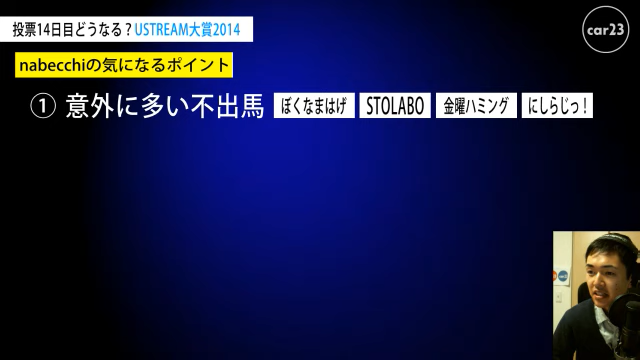 投票14日目どうなる？USTREAM大賞2014
car23
nabecchiの気になるポイント
① 意外に多い不出馬 ぼくなまはげ STOLABO 金曜ハミング にしらじっ！